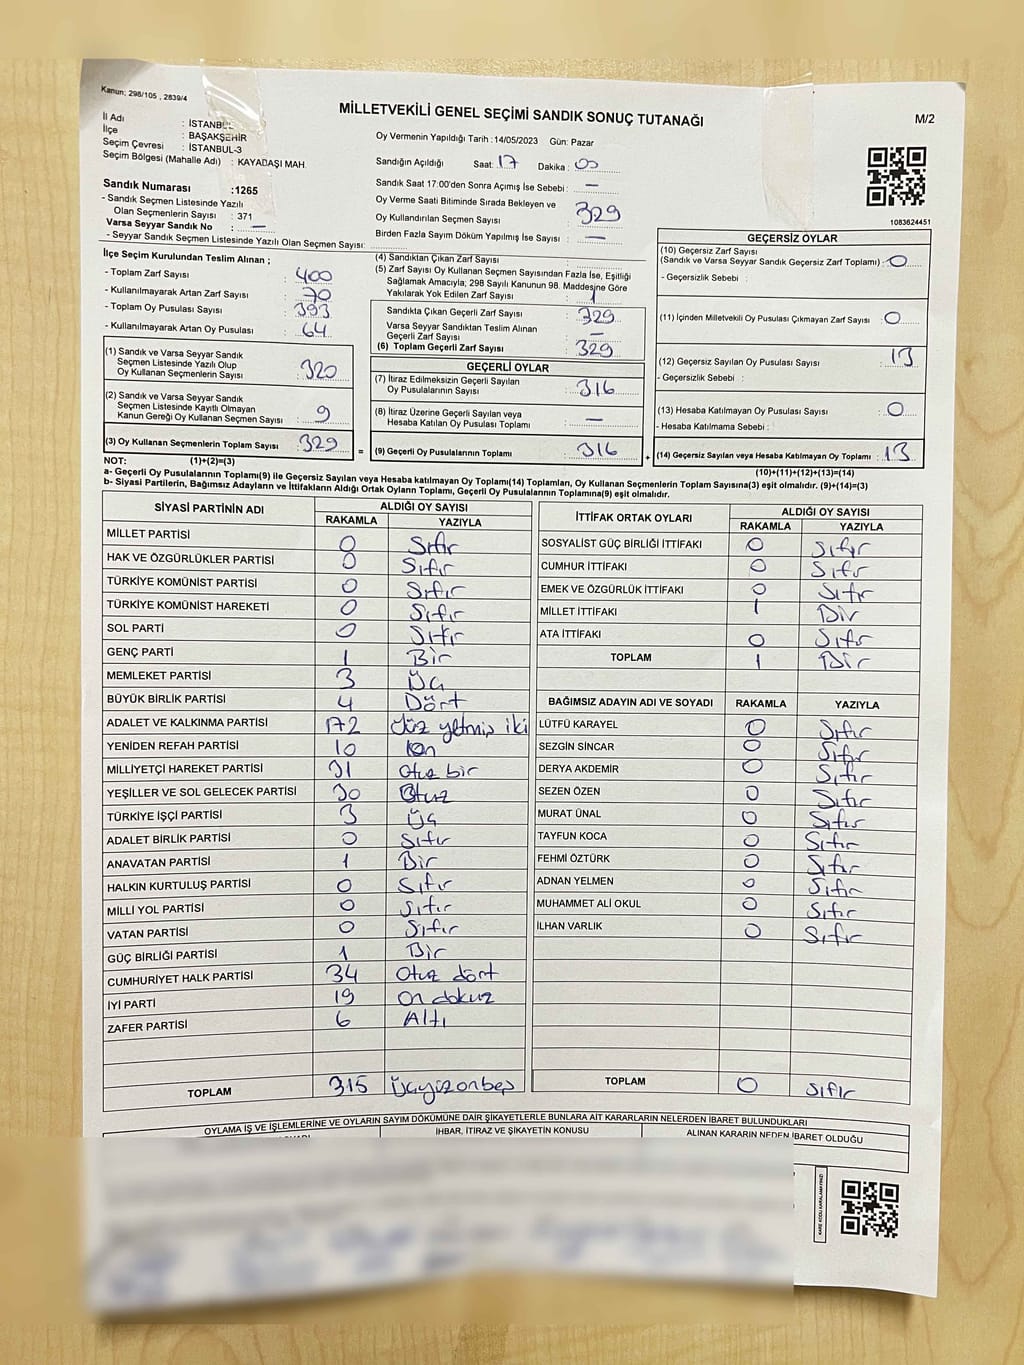 Kanun; 298/105 , 2839/4
MİLLETVEKİLİ GENEL SEÇİMİ SANDIK SONUÇ TUTANAĞI
M/2
İl Adı : İSTANBUL
İlçe : BAŞAKŞEHİR
Seçim Çevresi : İSTANBUL-3
Seçim Bölgesi (Mahalle Adı) : KAYADAŞI MAH.
Sandık Numarası :1265
- Sandık Seçmen Listesinde Yazılı
Olan Seçmenlerin Sayısı : 371
Varsa Seyyar Sandık No : —
- Seyyar Sandık Seçmen Listesinde Yazılı Olan Seçmen Sayısı:
Oy Vermenin Yapıldığı Tarih :14/05/2023 Gün: Pazar
Sandığın Açıldığı Saat: 17 Dakika : 00
Sandık Saat 17:00'den Sonra Açımış İse Sebebi : —
Oy Verme Saati Bitiminde Sırada Bekleyen ve
Oy Kullandırılan Seçmen Sayısı : 329
Birden Fazla Sayım Döküm Yapılmış İse Sayısı : —
1083624451
İlçe Seçim Kurulundan Teslim Alınan ;
- Toplam Zarf Sayısı : 400
- Kullanılmayarak Artan Zarf Sayısı : 70
- Toplam Oy Pusulası Sayısı : 393
- Kullanılmayarak Artan Oy Pusulası : 64
(1) Sandık ve Varsa Seyyar Sandık
Seçmen Listesinde Yazılı Olup
Oy Kullanan Seçmenlerin Sayısı : 320
(2) Sandık ve Varsa Seyyar Sandık
Seçmen Listesinde Kayıtlı Olmayan
Kanun Gereği Oy Kullanan Seçmen Sayısı : 9
(3) Oy Kullanan Seçmenlerin Toplam Sayısı : 329
=
(4) Sandıktan Çıkan Zarf Sayısı :
(5) Zarf Sayısı Oy Kullanan Seçmen Sayısından Fazla İse, Eşitliği
Sağlamak Amacıyla; 298 Sayılı Kanunun 98. Maddesine Göre
Yakılarak Yok Edilen Zarf Sayısı : 1
Sandıkta Çıkan Geçerli Zarf Sayısı : 329
Varsa Seyyar Sandıktan Teslim Alınan
Geçerli Zarf Sayısı : —
(6) Toplam Geçerli Zarf Sayısı : 329
GEÇERLİ OYLAR
(7) İtiraz Edilmeksizin Geçerli Sayılan
Oy Pusulalarının Sayısı : 316
(8) İtiraz Üzerine Geçerli Sayılan veya
Hesaba Katılan Oy Pusulası Toplamı : —
(9) Geçerli Oy Pusulalarının Toplamı : 316
+
GEÇERSİZ OYLAR
(10) Geçersiz Zarf Sayısı
(Sandık ve Varsa Seyyar Sandık Geçersiz Zarf Toplamı) : 0
- Geçersizlik Sebebi :
(11) İçinden Milletvekili Oy Pusulası Çıkmayan Zarf Sayısı : 0
(12) Geçersiz Sayılan Oy Pusulası Sayısı : 13
- Geçersizlik Sebebi :
(13) Hesaba Katılmayan Oy Pusulası Sayısı : 0
- Hesaba Katılmama Sebebi :
(14) Geçersiz Sayılan veya Hesaba Katılmayan Oy Toplamı : 13
NOT: (1)+(2)=(3)
(10)+(11)+(12)+(13)=(14)
a- Geçerli Oy Pusulalarının Toplamı(9) ile Geçersiz Sayılan veya Hesaba katılmayan Oy Toplamı(14) Toplamları, Oy Kullanan Seçmenlerin Toplam Sayısına(3) eşit olmalıdır. (9)+(14)=(3)
b- Siyasi Partilerin, Bağımsız Adayların ve İttifakların Aldığı Ortak Oyların Toplamı, Geçerli Oy Pusulalarının Toplamına(9) eşit olmalıdır.
SİYASİ PARTİNİN ADI ALDIĞI OY SAYISI
RAKAMLA YAZIYLA
MİLLET PARTİSİ 0 Sıfır
HAK VE ÖZGÜRLÜKLER PARTİSİ 0 Sıfır
TÜRKİYE KOMÜNİST PARTİSİ 0 Sıfır
TÜRKİYE KOMÜNİST HAREKETİ 0 Sıfır
SOL PARTİ 0 Sıfır
GENÇ PARTİ 1 Bir
MEMLEKET PARTİSİ 3 Üç
BÜYÜK BİRLİK PARTİSİ 4 Dört
ADALET VE KALKINMA PARTİSİ 172 yüz yetmiş iki
YENİDEN REFAH PARTİSİ 10 on
MİLLİYETÇİ HAREKET PARTİSİ 31 otuz bir
YEŞİLLER VE SOL GELECEK PARTİSİ 30 Otuz
TÜRKİYE İŞÇİ PARTİSİ 3 Üç
ADALET BİRLİK PARTİSİ 0 Sıfır
ANAVATAN PARTİSİ 1 Bir
HALKIN KURTULUŞ PARTİSİ 0 Sıfır
MİLLİ YOL PARTİSİ 0 Sıfır
VATAN PARTİSİ 0 Sıfır
GÜÇ BİRLİĞİ PARTİSİ 1 Bir
CUMHURİYET HALK PARTİSİ 34 Otuz dört
İYİ PARTİ 19 On dokuz
ZAFER PARTİSİ 6 Altı
TOPLAM 315 Üçyüzonbeş
İTTİFAK ORTAK OYLARI ALDIĞI OY SAYISI
RAKAMLA YAZIYLA
SOSYALİST GÜÇ BİRLİĞİ İTTİFAKI 0 Sıfır
CUMHUR İTTİFAKI 0 Sıfır
EMEK VE ÖZGÜRLÜK İTTİFAKI 0 Sıfır
MİLLET İTTİFAKI 1 Bir
ATA İTTİFAKI 0 Sıfır
TOPLAM 1 Bir
BAĞIMSIZ ADAYIN ADI VE SOYADI RAKAMLA YAZIYLA
LÜTFÜ KARAYEL 0 Sıfır
SEZGİN SİNCAR 0 Sıfır
DERYA AKDEMİR 0 Sıfır
SEZEN ÖZEN 0 Sıfır
MURAT ÜNAL 0 Sıfır
TAYFUN KOCA 0 Sıfır
FEHMİ ÖZTÜRK 0 Sıfır
ADNAN YELMEN 0 Sıfır
MUHAMMET ALİ OKUL 0 Sıfır
İLHAN VARLIK 0 Sıfır
TOPLAM 0 sıfır
OYLAMA İŞ VE İŞLEMLERİNE VE OYLARIN SAYIM DÖKÜMÜNE DAİR ŞİKAYETLERLE BUNLARA AİT KARARLARIN NELERDEN İBARET BULUNDUKLARI
İHBAR, İTİRAZ VE ŞİKAYETİN KONUSU
ALINAN KARARIN NEDEN İBARET OLDUĞU
KARE KODU KARALAMAYINIZ!